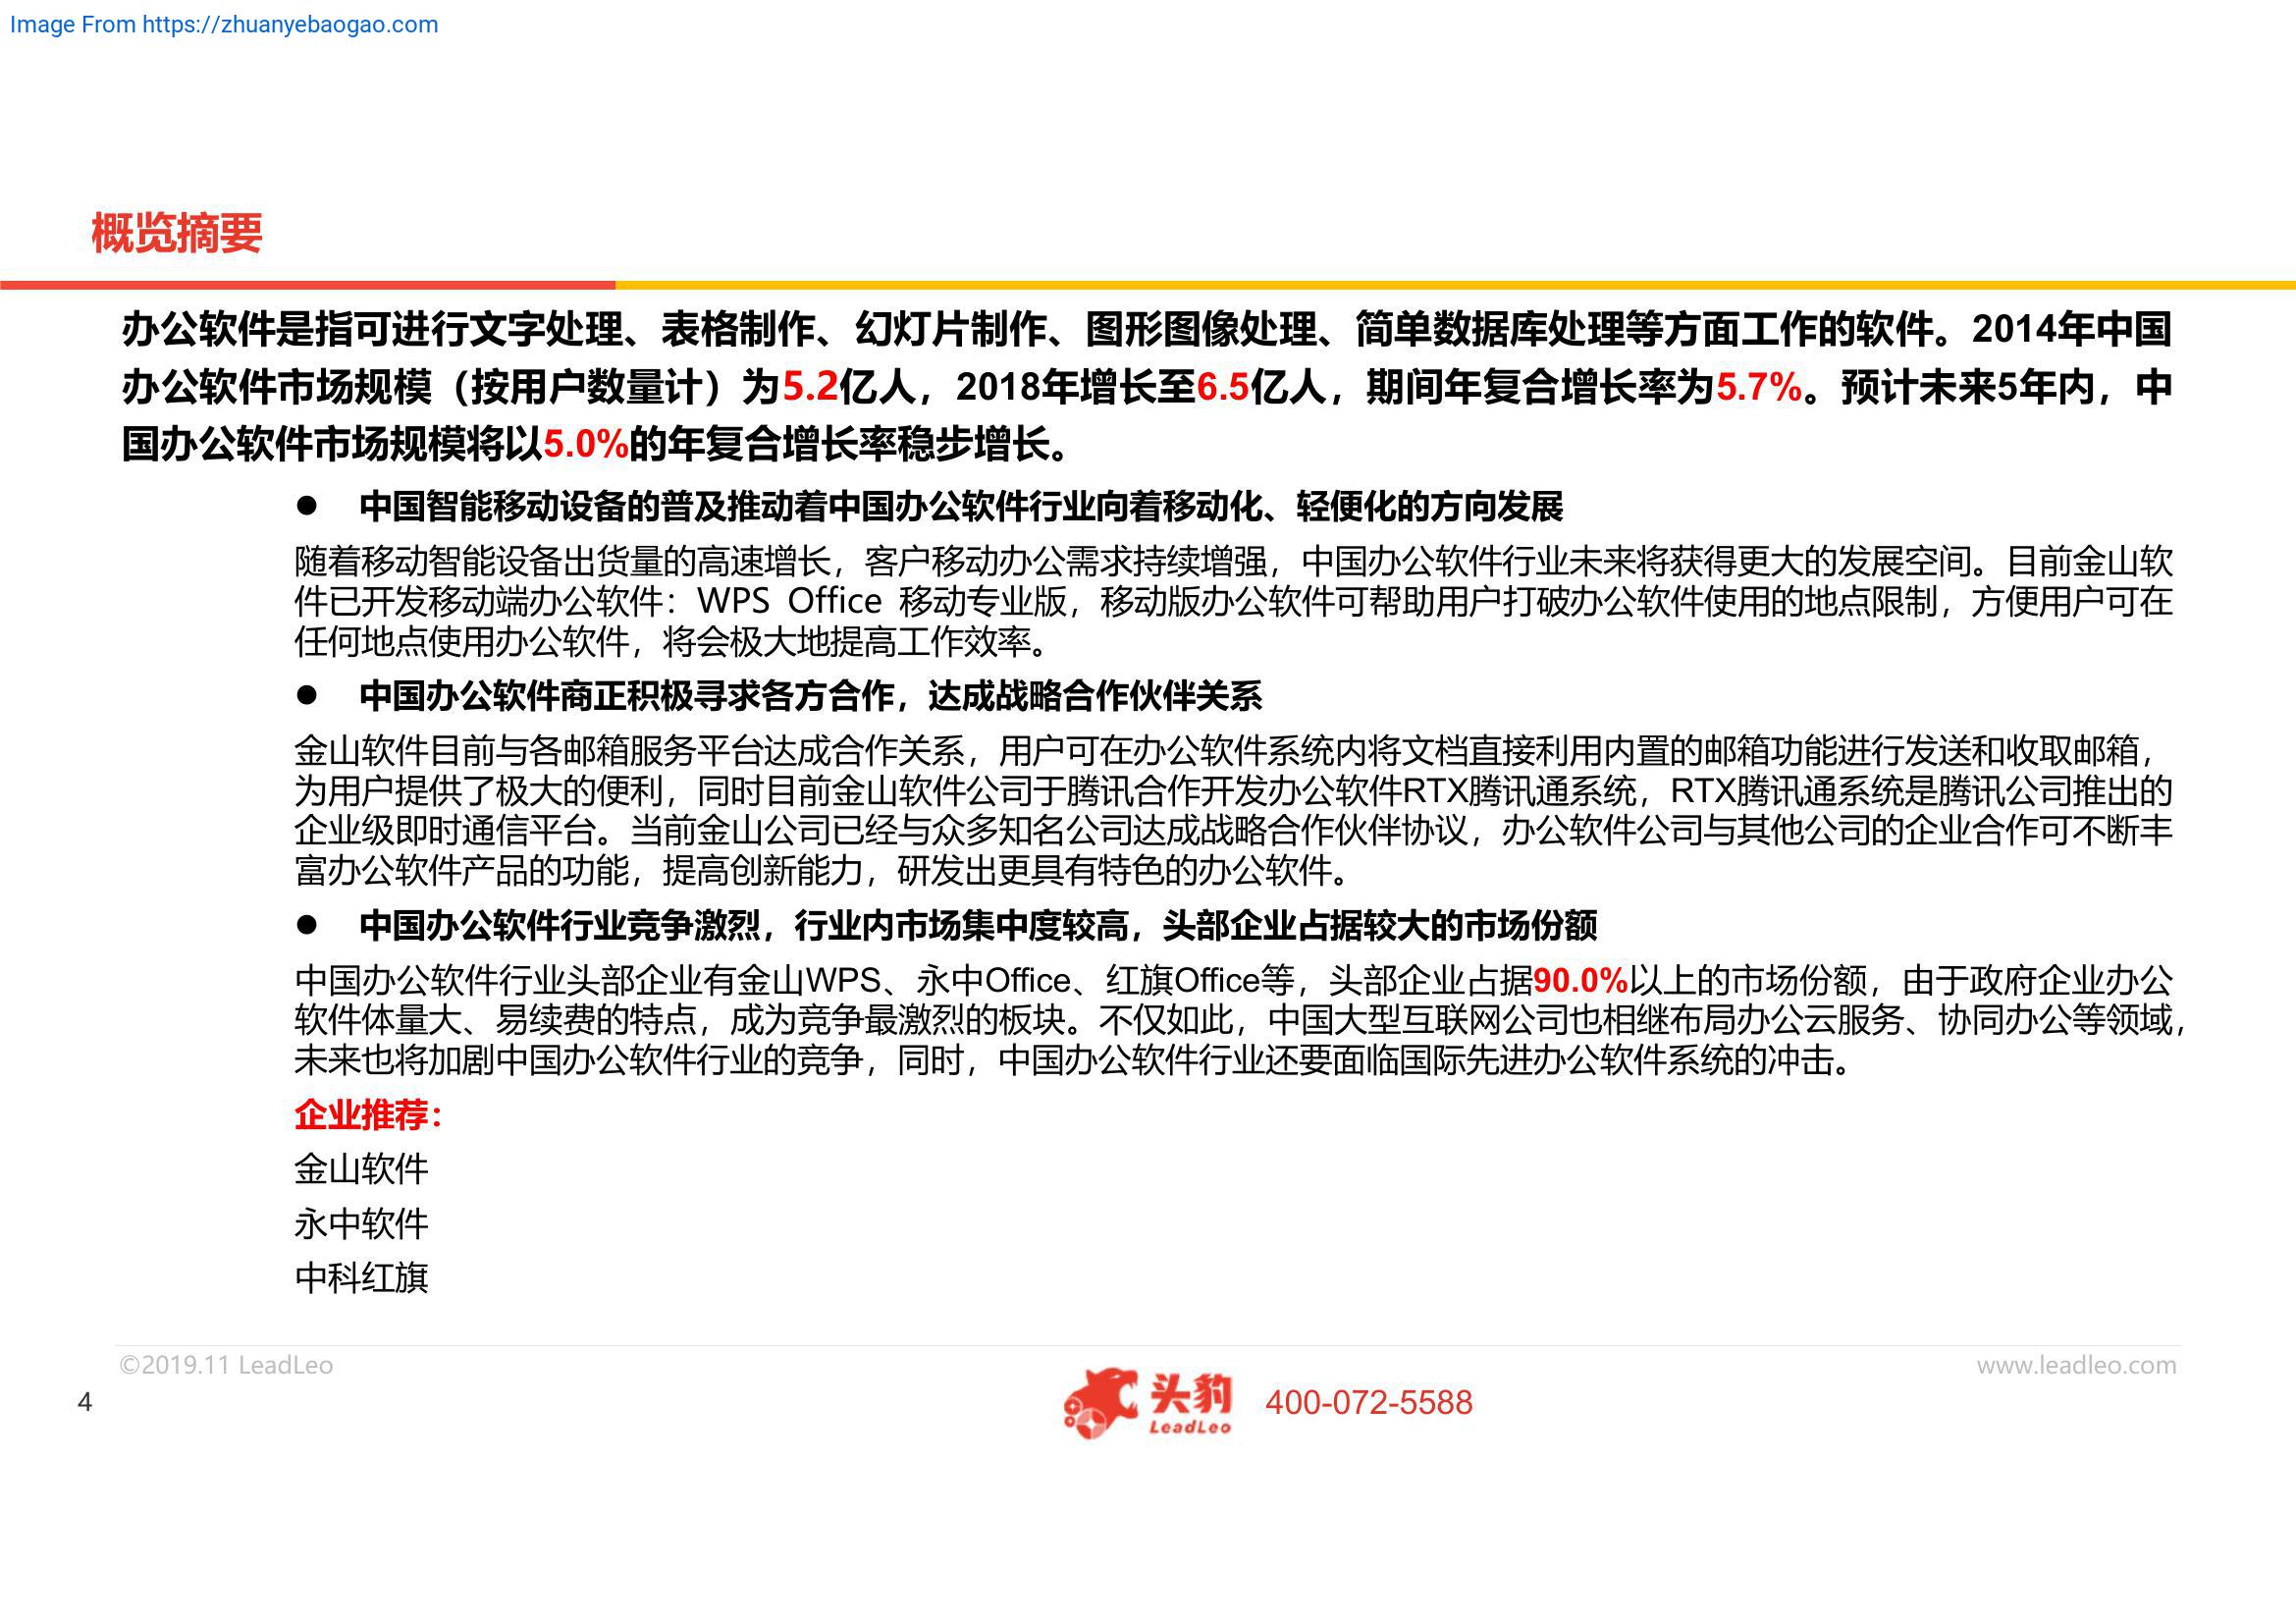 Image From https://zhuanyebaogao.com
概览摘要
办公软件是指可进行文字处理、表格制作、幻灯片制作、图形图像处理、简单数据库处理等方面工作的软件。2014年中国
办公软件市场规模（按用户数量计）为5.2亿人，2018年增长至6.5亿人，期间年复合增长率为5.7%。预计未来5年内，中
国办公软件市场规模将以5.0%的年复合增长率稳步增长。
● 中国智能移动设备的普及推动着中国办公软件行业向着移动化、轻便化的方向发展
随着移动智能设备出货量的高速增长，客户移动办公需求持续增强，中国办公软件行业未来将获得更大的发展空间。目前金山软
件已开发移动端办公软件：WPS Office 移动专业版，移动版办公软件可帮助用户打破办公软件使用的地点限制，方便用户可在
任何地点使用办公软件，将会极大地提高工作效率。
● 中国办公软件商正积极寻求各方合作，达成战略合作伙伴关系
金山软件目前与各邮箱服务平台达成合作关系，用户可在办公软件系统内将文档直接利用内置的邮箱功能进行发送和收取邮箱，
为用户提供了极大的便利，同时目前金山软件公司于腾讯合作开发办公软件RTX腾讯通系统，RTX腾讯通系统是腾讯公司推出的
企业级即时通信平台。当前金山公司已经与众多知名公司达成战略合作伙伴协议，办公软件公司与其他公司的企业合作可不断丰
富办公软件产品的功能，提高创新能力，研发出更具有特色的办公软件。
● 中国办公软件行业竞争激烈，行业内市场集中度较高，头部企业占据较大的市场份额
中国办公软件行业头部企业有金山WPS、永中Office、红旗Office等，头部企业占据90.0%以上的市场份额，由于政府企业办公
软件体量大、易续费的特点，成为竞争最激烈的板块。不仅如此，中国大型互联网公司也相继布局办公云服务、协同办公等领域，
未来也将加剧中国办公软件行业的竞争，同时，中国办公软件行业还要面临国际先进办公软件系统的冲击。
企业推荐：
金山软件
永中软件
中科红旗
©2019.11 LeadLeo
www.leadleo.com
4
头豹
LeadLeo
400-072-5588